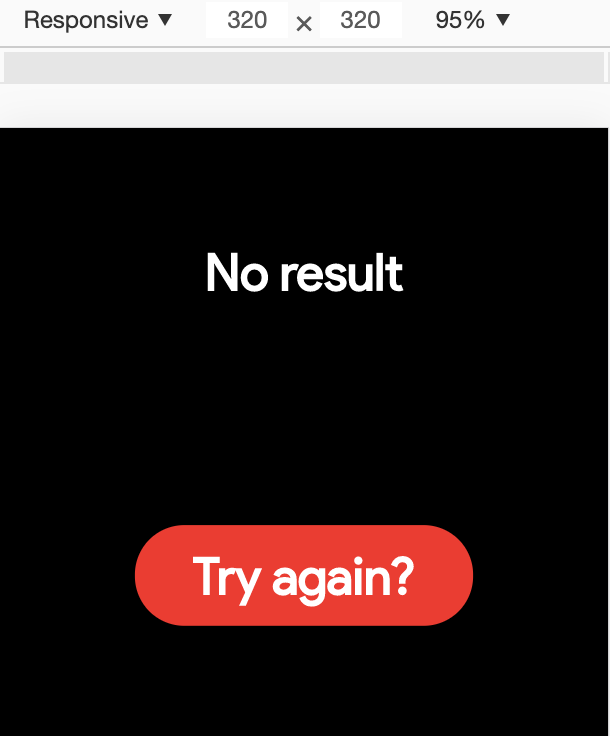 Responsive ▼ 320 × 320 95% ▼
No result
Try again?